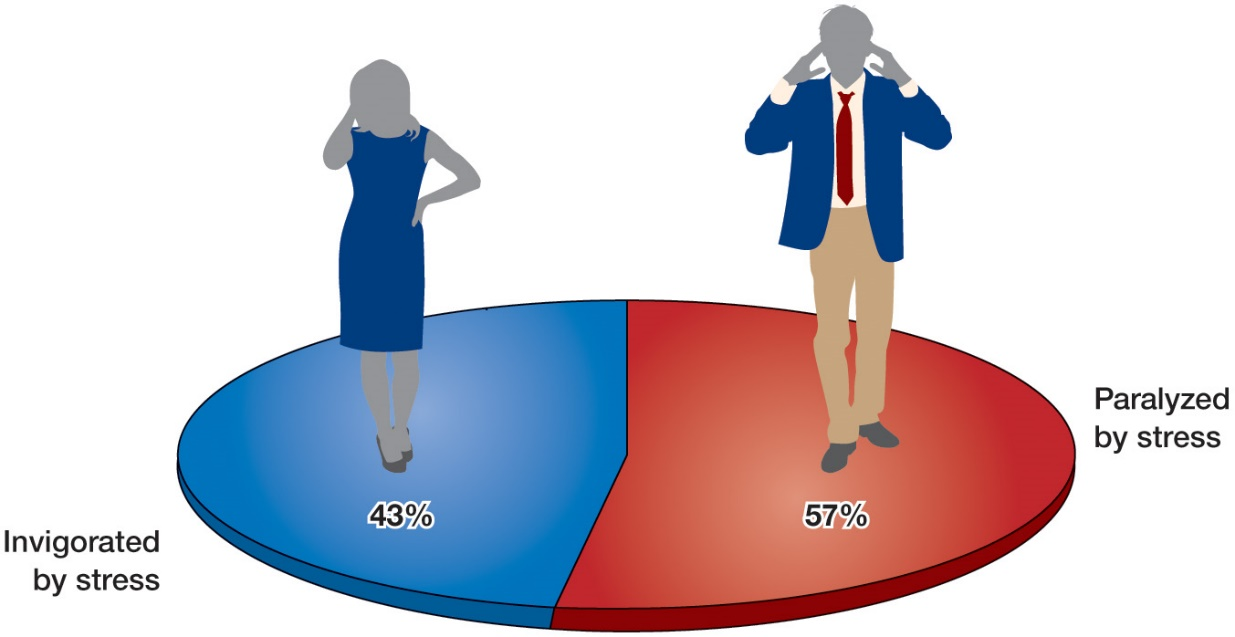 43%
57%
Invigorated
by stress
Paralyzed
by stress